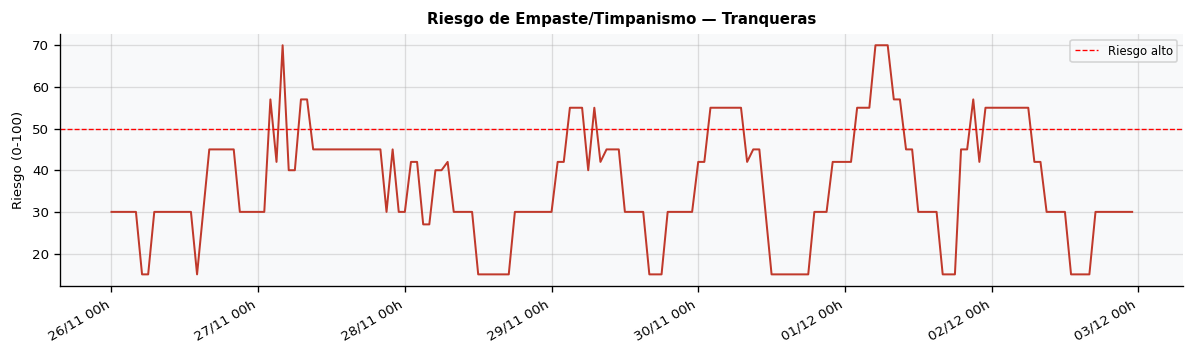 Riesgo de Empaste/Timpanismo — Tranqueras
Riesgo alto
Riesgo (0-100)
70
60
50
40
30
20
26/11 00h
27/11 00h
28/11 00h
29/11 00h
30/11 00h
01/12 00h
02/12 00h
03/12 00h